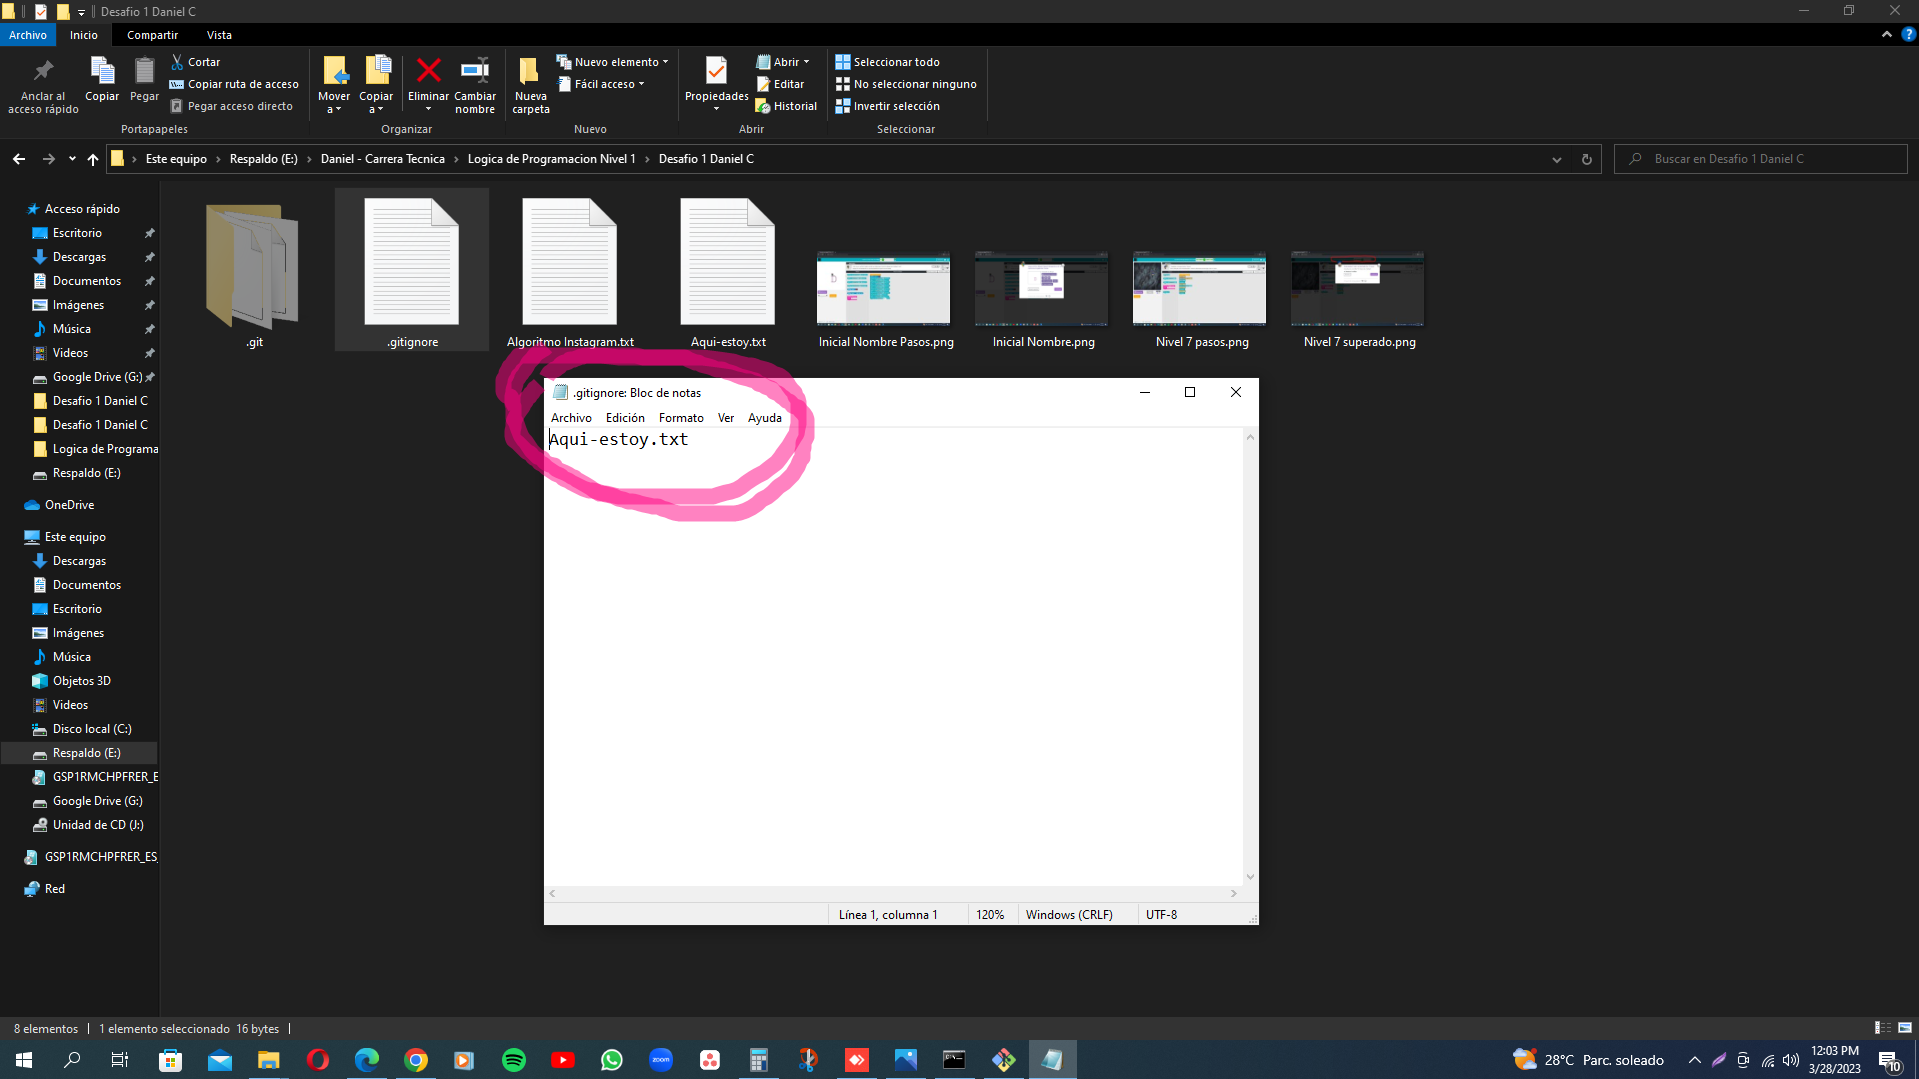 Desafio 1 Daniel C
Archivo
Inicio
Compartir
Vista
Anclar al
acceso rápido
Copiar
Pegar
Cortar
Copiar ruta de acceso
Pegar acceso directo
Portapapeles
Mover
a
Copiar
a
Eliminar
Cambiar
nombre
Organizar
Nueva
carpeta
Nuevo elemento
Fácil acceso
Nuevo
Propiedades
Abrir
Editar
Historial
Abrir
Seleccionar todo
No seleccionar ninguno
Invertir selección
Seleccionar
Este equipo
Respaldo (E:)
Daniel - Carrera Tecnica
Logica de Programacion Nivel 1
Desafio 1 Daniel C
Buscar en Desafio 1 Daniel C
Acceso rápido
Escritorio
Descargas
Documentos
Imágenes
Música
Videos
Google Drive (G:)
Desafio 1 Daniel C
Desafio 1 Daniel C
Logica de Programa
Respaldo (E:)
OneDrive
Este equipo
Descargas
Documentos
Escritorio
Imágenes
Música
Objetos 3D
Videos
Disco local (C:)
Respaldo (E:)
GSP1RMCHPFRER_E
Google Drive (G:)
Unidad de CD (J:)
GSP1RMCHPFRER_ES_
Red
.git
.gitignore
Algoritmo Instagram.txt
Aqui-estoy.txt
Inicial Nombre Pasos.png
Inicial Nombre.png
Nivel 7 pasos.png
Nivel 7 superado.png
.gitignore: Bloc de notas
Archivo Edición Formato Ver Ayuda
Aqui-estoy.txt
Línea 1, columna 1
120%
Windows (CRLF)
UTF-8
8 elementos
1 elemento seleccionado 16 bytes
zoom
28°C Parc. soleado
12:03 PM
3/28/2023
10